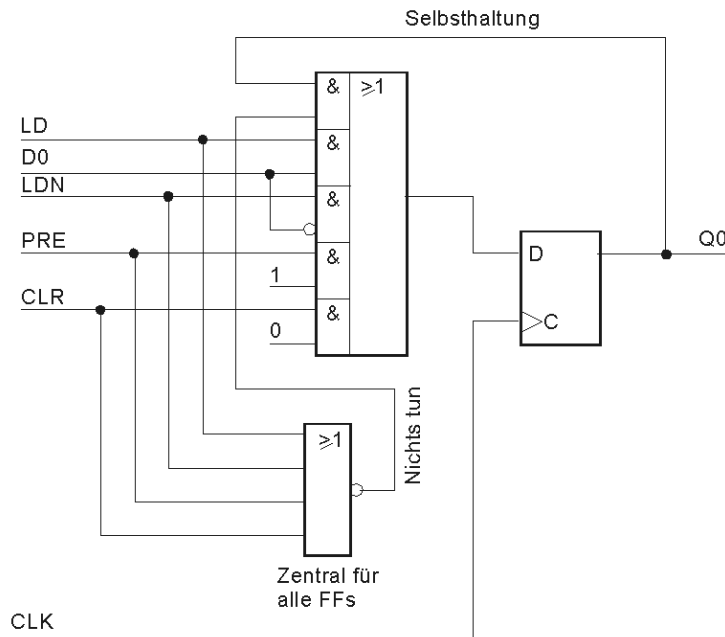 Selbsthaltung
& ≥1
LD
&
D0
LDN
&
PRE
&
1
CLR
&
0
D
Q0
C
≥1
Nichts tun
Zentral für
alle FFs
CLK